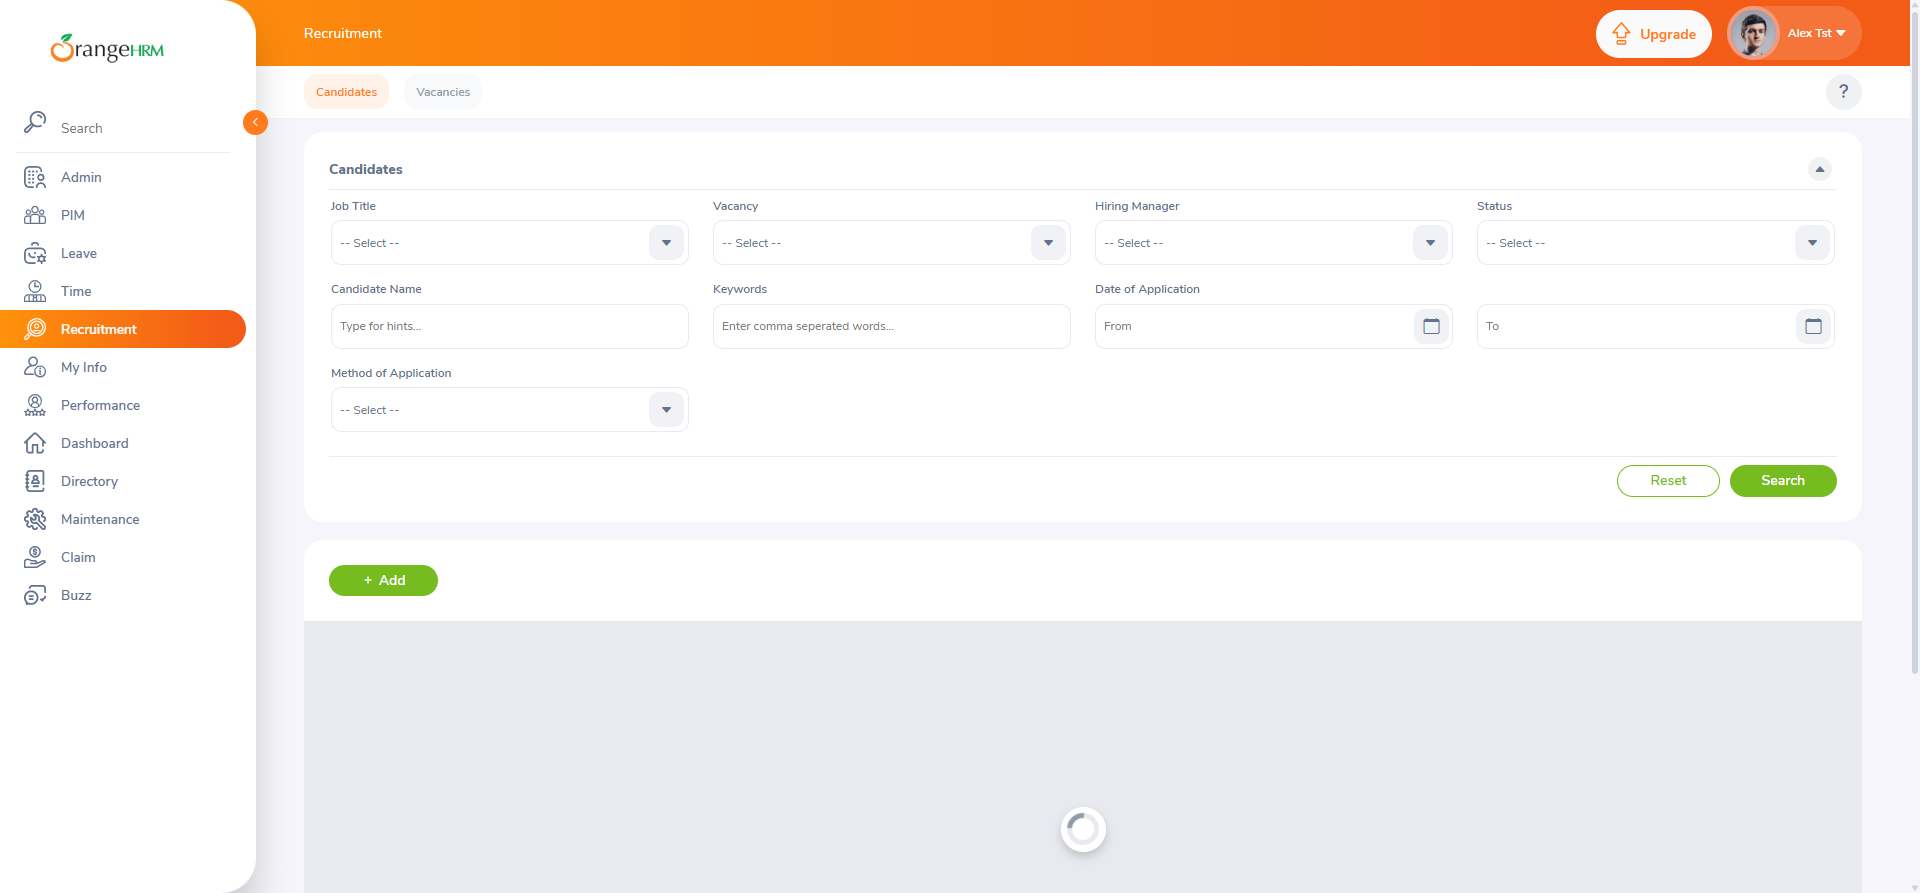 OrangeHRM
Recruitment
Upgrade
Alex Tst
Candidates
Vacancies
?
Search
Admin
PIM
Leave
Time
Recruitment
My Info
Performance
Dashboard
Directory
Maintenance
Claim
Buzz
Candidates
Job Title
Vacancy
Hiring Manager
Status
-- Select --
-- Select --
-- Select --
-- Select --
Candidate Name
Keywords
Date of Application
Type for hints...
Enter comma seperated words...
From
To
Method of Application
-- Select --
Reset
Search
+ Add